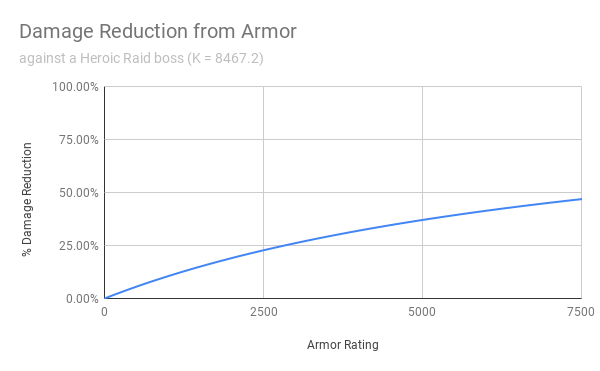 Damage Reduction from Armor
against a Heroic Raid boss (K = 8467.2)
% Damage Reduction
100.00%
75.00%
50.00%
25.00%
0.00%
0 2500 5000 7500
Armor Rating